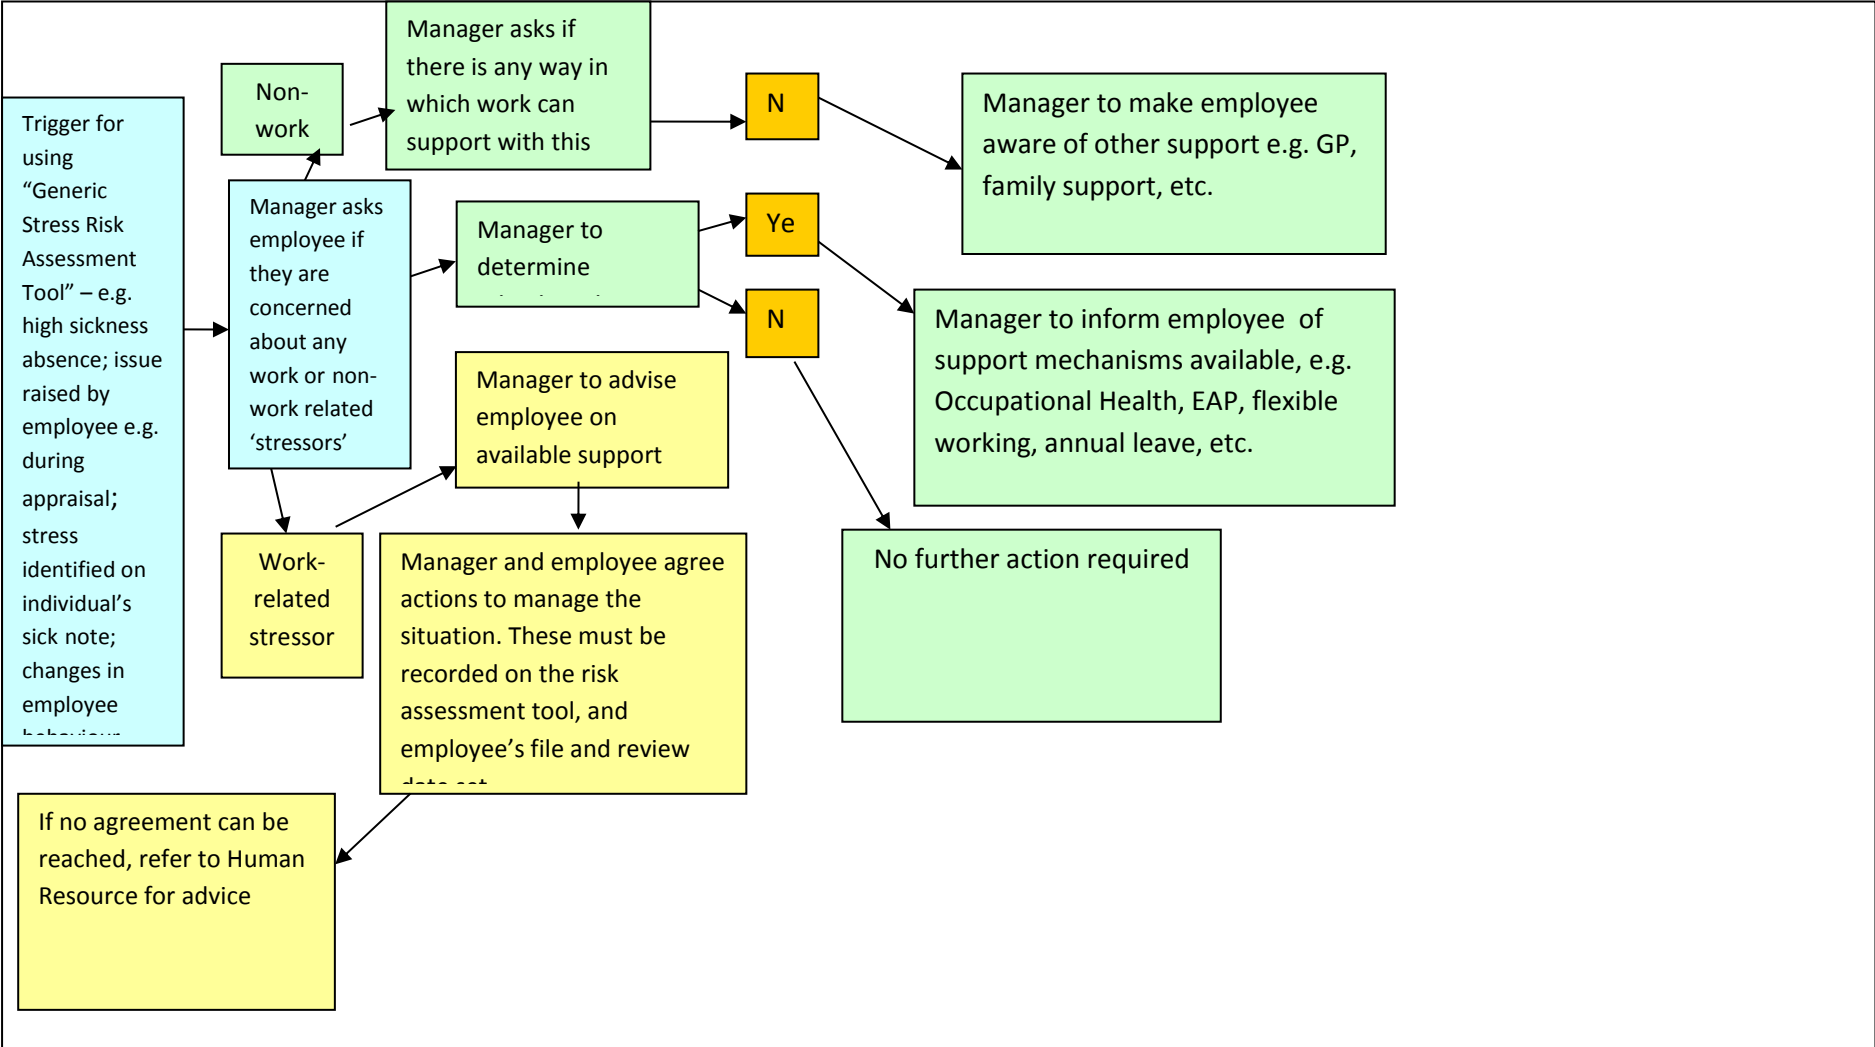 Trigger for
using
“Generic
Stress Risk
Assessment
Tool” – e.g.
high sickness
absence; issue
raised by
employee e.g.
during
appraisal;
stress
identified on
individual’s
sick note;
changes in
employee
behaviour
Non-
work
Manager asks if
there is any way in
which work can
support with this
N
Manager to make employee
aware of other support e.g. GP,
family support, etc.
Manager asks
employee if
they are
concerned
about any
work or non-
work related
‘stressors’
Manager to
determine
Ye
N
Manager to inform employee  of
support mechanisms available, e.g.
Occupational Health, EAP, flexible
working, annual leave, etc.
No further action required
Work-
related
stressor
Manager to advise
employee on
available support
Manager and employee agree
actions to manage the
situation. These must be
recorded on the risk
assessment tool, and
employee’s file and review
date set
If no agreement can be
reached, refer to Human
Resource for advice